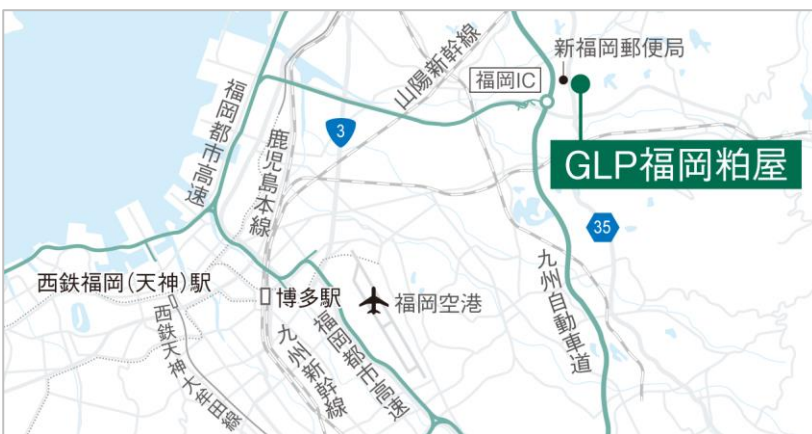 新福岡郵便局
福岡IC
山陽新幹線
福岡都市高速
鹿児島本線
3
GLP福岡粕屋
35
九州自動車道
西鉄福岡(天神)駅
博多駅
福岡空港
西鉄天神大牟田線
九州新幹線
福岡都市高速